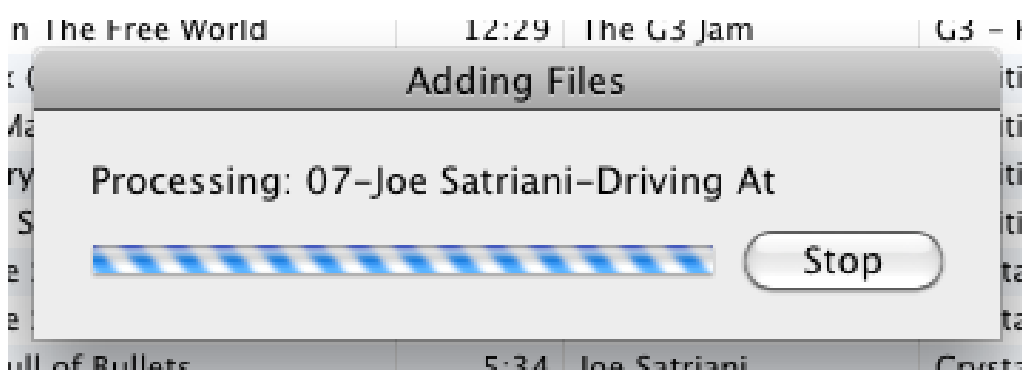 n The Free World 12:29 The G3 Jam G3 –
Adding Files
Processing: 07-Joe Satriani-Driving At
Stop
ull of Bullets 5:34 Joe Satriani